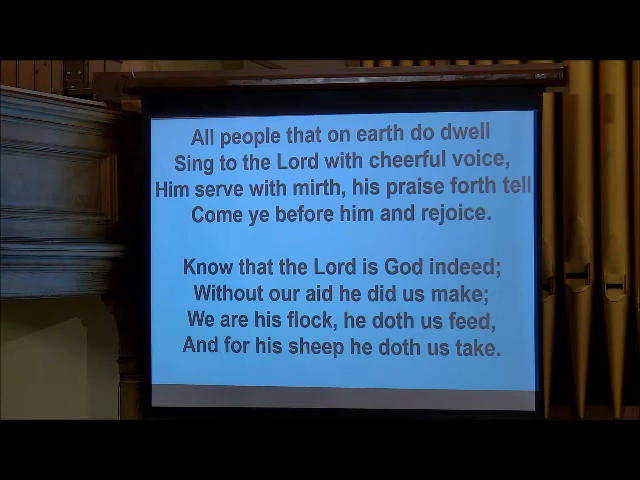 All people that on earth do dwell
Sing to the Lord with cheerful voice,
Him serve with mirth, his praise forth tell
Come ye before him and rejoice.
Know that the Lord is God indeed;
Without our aid he did us make;
We are his flock, he doth us feed,
And for his sheep he doth us take.